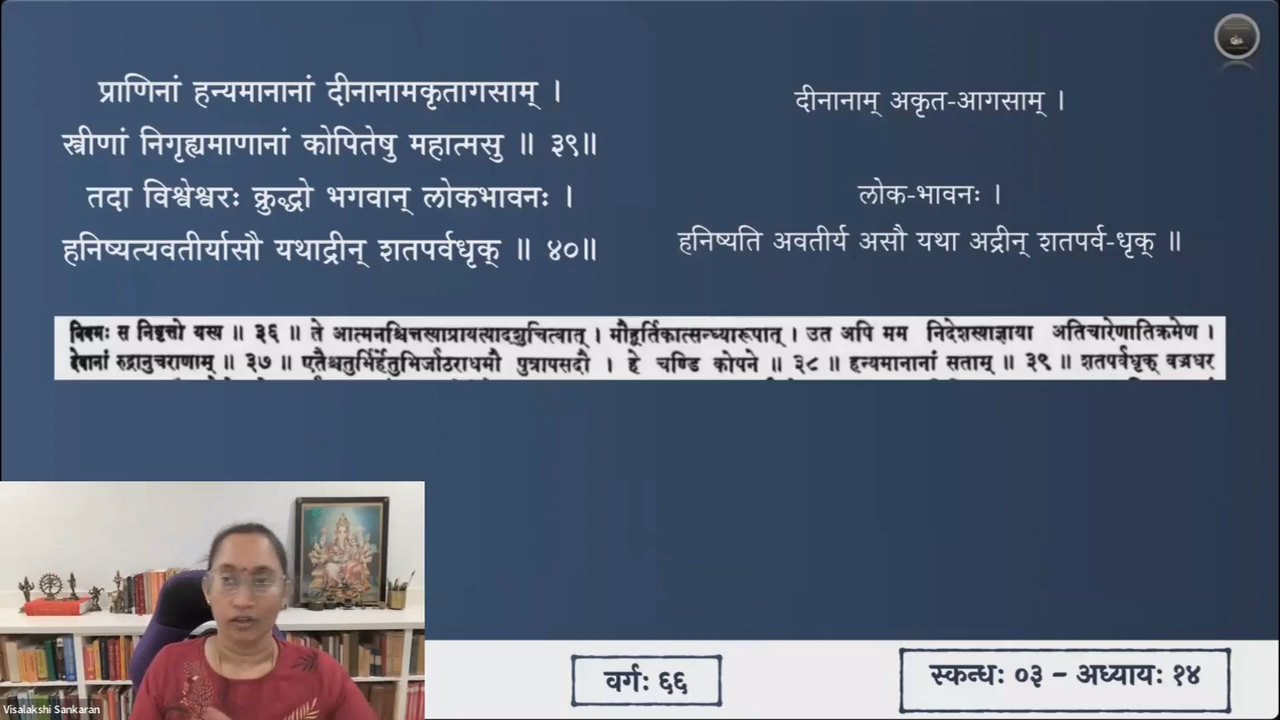 प्राणिनां हन्यमानानां दीनानामकृतागसाम् ।
स्त्रीणां निगृह्यमाणानां कोपितेषु महात्मसु ॥ ३९॥
तदा विश्वेश्वरः क्रुद्धो भगवान् लोकभावनः ।
हनिष्यत्यवतीर्यासौ यथाद्रीन् शतपर्वधृक् ॥ ४०॥
दीनानाम् अकृत-आगसाम् ।
लोक-भावनः ।
हनिष्यति अवतीर्य असौ यथा अद्रीन् शतपर्व-धृक् ॥
नियमः स निवृत्तो यस्य ॥ ३६ ॥ ते आत्मनश्चित्तस्याप्रायत्यादशुचित्वात् । मौहूर्तिकात्सन्ध्यारूपात् । उत अपि मम निदेशस्याज्ञाया अतिचारेणातिक्रमेण ।
देवानां रुद्रानुचराणाम् ॥ ३७ ॥ एतैश्चतुर्भिर्हेतुभिर्जाठराधमौ पुत्रापसदौ । हे चण्डि कोपने ॥ ३८ ॥ हन्यमानानां सताम् ॥ ३९ ॥ शतपर्वधृक् वज्रधर
वर्गः ६६
स्कन्धः ०३ – अध्यायः १४
Visalakshi Sankaran